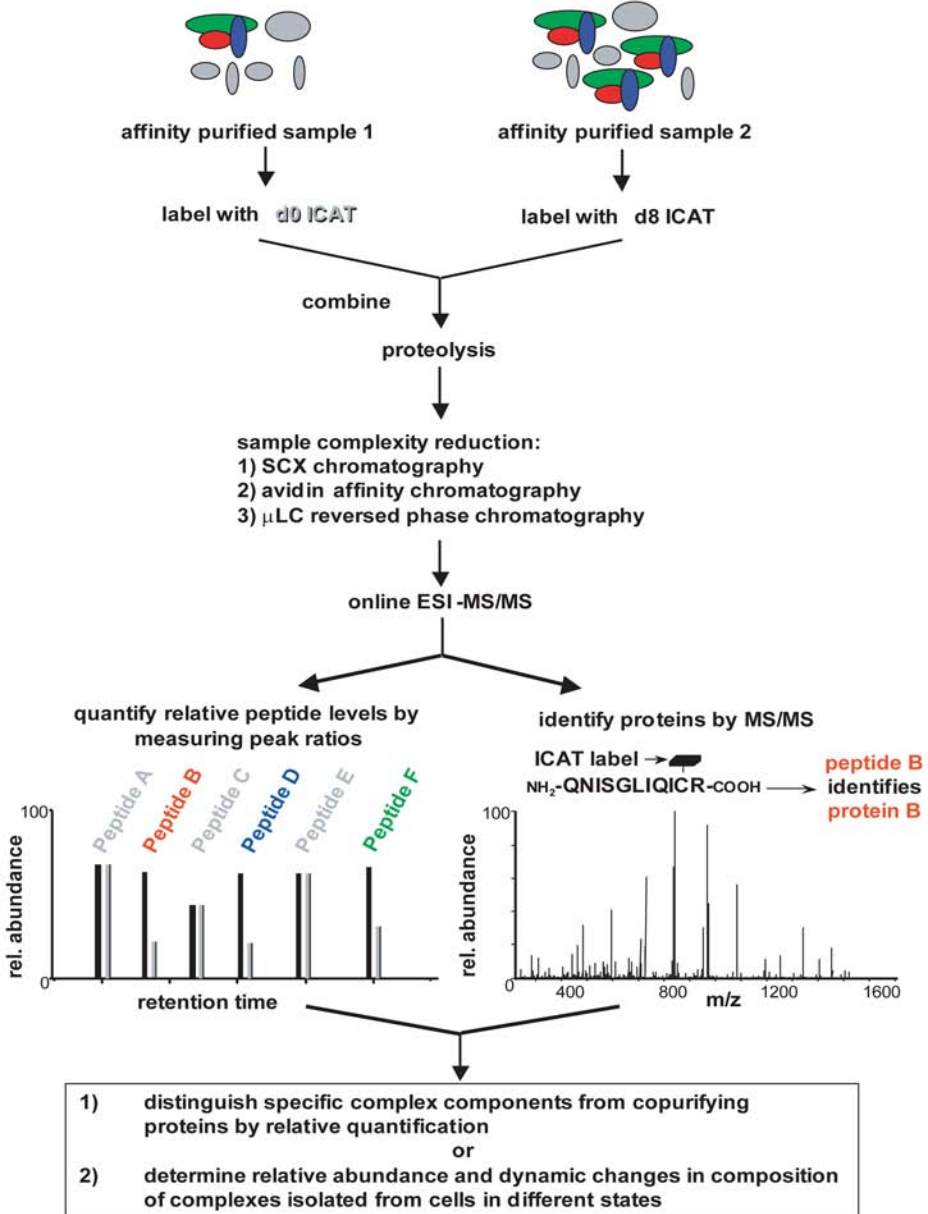 affinity purified sample 1
affinity purified sample 2
label with d0 ICAT
label with d8 ICAT
combine
proteolysis
sample complexity reduction:
1) SCX chromatography
2) avidin affinity chromatography
3) μLC reversed phase chromatography
online ESI-MS/MS
quantify relative peptide levels by
measuring peak ratios
Peptide A
Peptide B
Peptide C
Peptide D
Peptide E
Peptide F
100
rel. abundance
0
retention time
identify proteins by MS/MS
ICAT label
NH2-QNISGLIQICR-COOH
peptide B
identifies
protein B
100
rel. abundance
0
0 400 800 1200 1600
m/z
1) distinguish specific complex components from copurifying
proteins by relative quantification
or
2) determine relative abundance and dynamic changes in composition
of complexes isolated from cells in different states